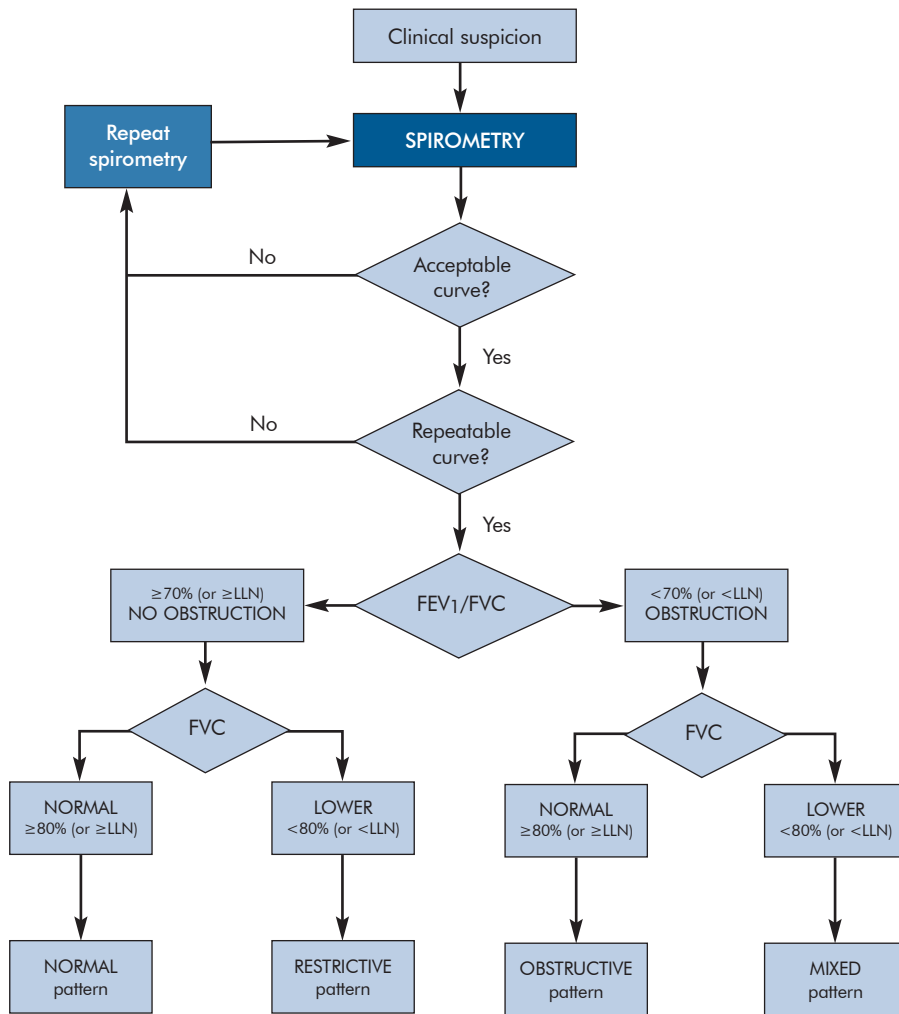 Clinical suspicion
Repeat
spirometry
SPIROMETRY
No
Acceptable
curve?
Yes
No
Repeatable
curve?
Yes
≥70% (or ≥LLN)
NO OBSTRUCTION
FEV₁/FVC
<70% (or <LLN)
OBSTRUCTION
FVC
FVC
NORMAL
≥80% (or ≥LLN)
LOWER
<80% (or <LLN)
NORMAL
≥80% (or ≥LLN)
LOWER
<80% (or <LLN)
NORMAL
pattern
RESTRICTIVE
pattern
OBSTRUCTIVE
pattern
MIXED
pattern